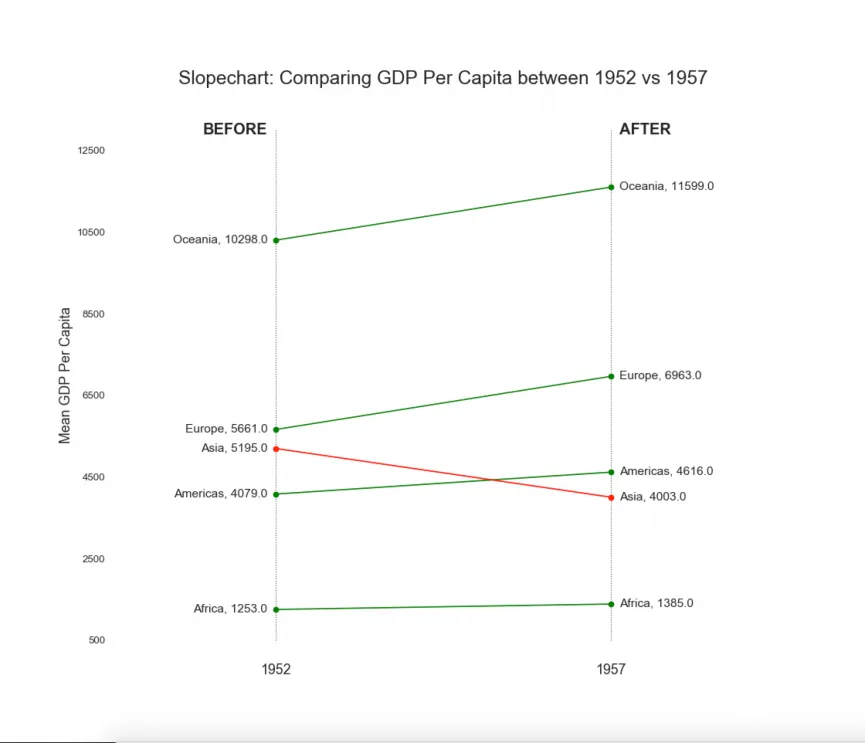 Slopechart: Comparing GDP Per Capita between 1952 vs 1957
BEFORE
AFTER
12500
Oceania, 11599.0
10500
Oceania, 10298.0
8500
Mean GDP Per Capita
6500
Europe, 6963.0
Europe, 5661.0
Asia, 5195.0
4500
Americas, 4616.0
Americas, 4079.0
Asia, 4003.0
2500
Africa, 1385.0
Africa, 1253.0
500
1952
1957